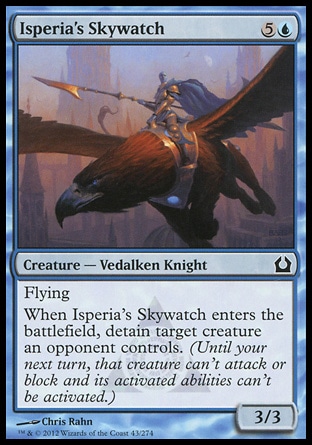 Isperia's Skywatch 5
Creature — Vedalken Knight
Flying
When Isperia's Skywatch enters the
battlefield, detain target creature
an opponent controls. (Until your
next turn, that creature can't attack or
block and its activated abilities can't
be activated.)
Chris Rahn
™ & © 2012 Wizards of the Coast 43/274
3/3